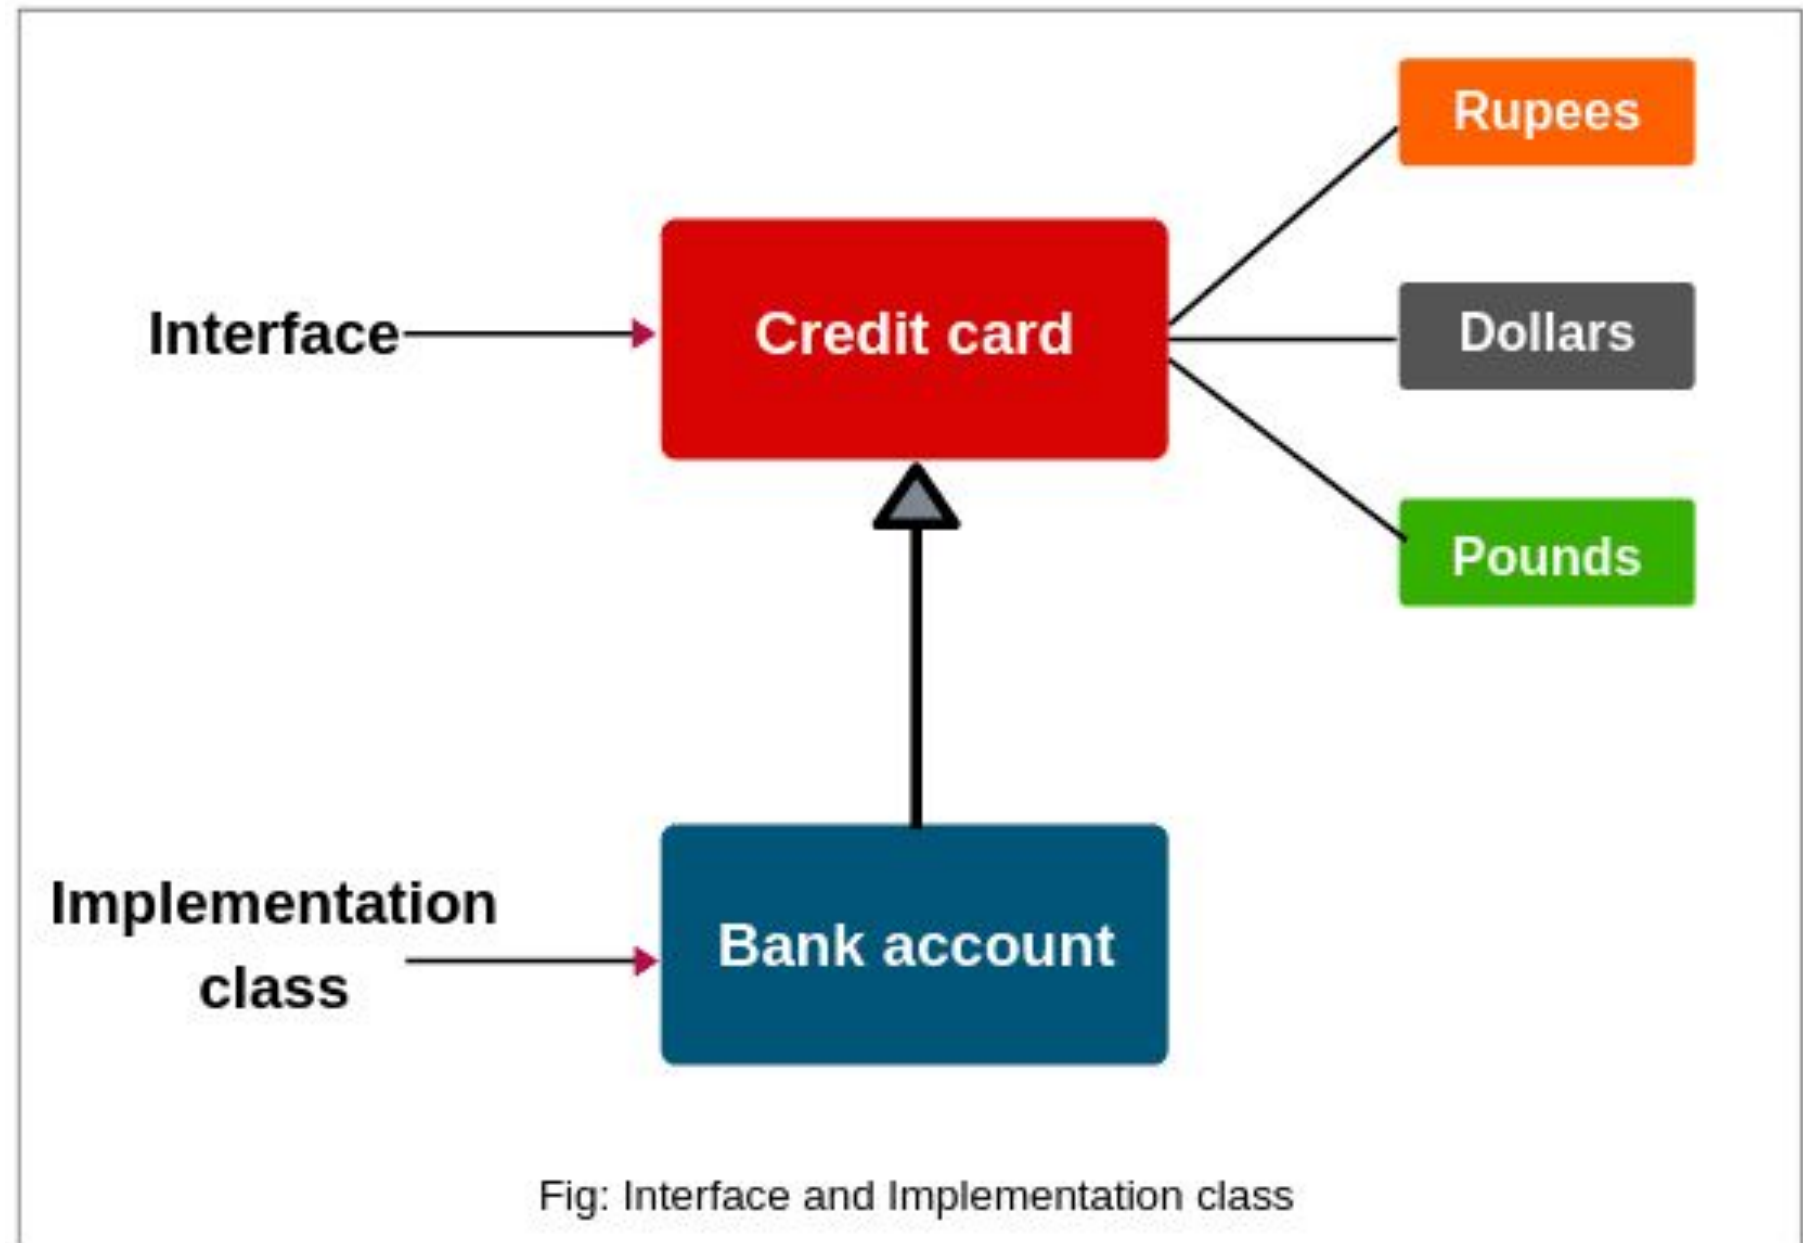 Rupees
Interface
Credit card
Dollars
Pounds
Implementation
class
Bank account
Fig: Interface and Implementation class